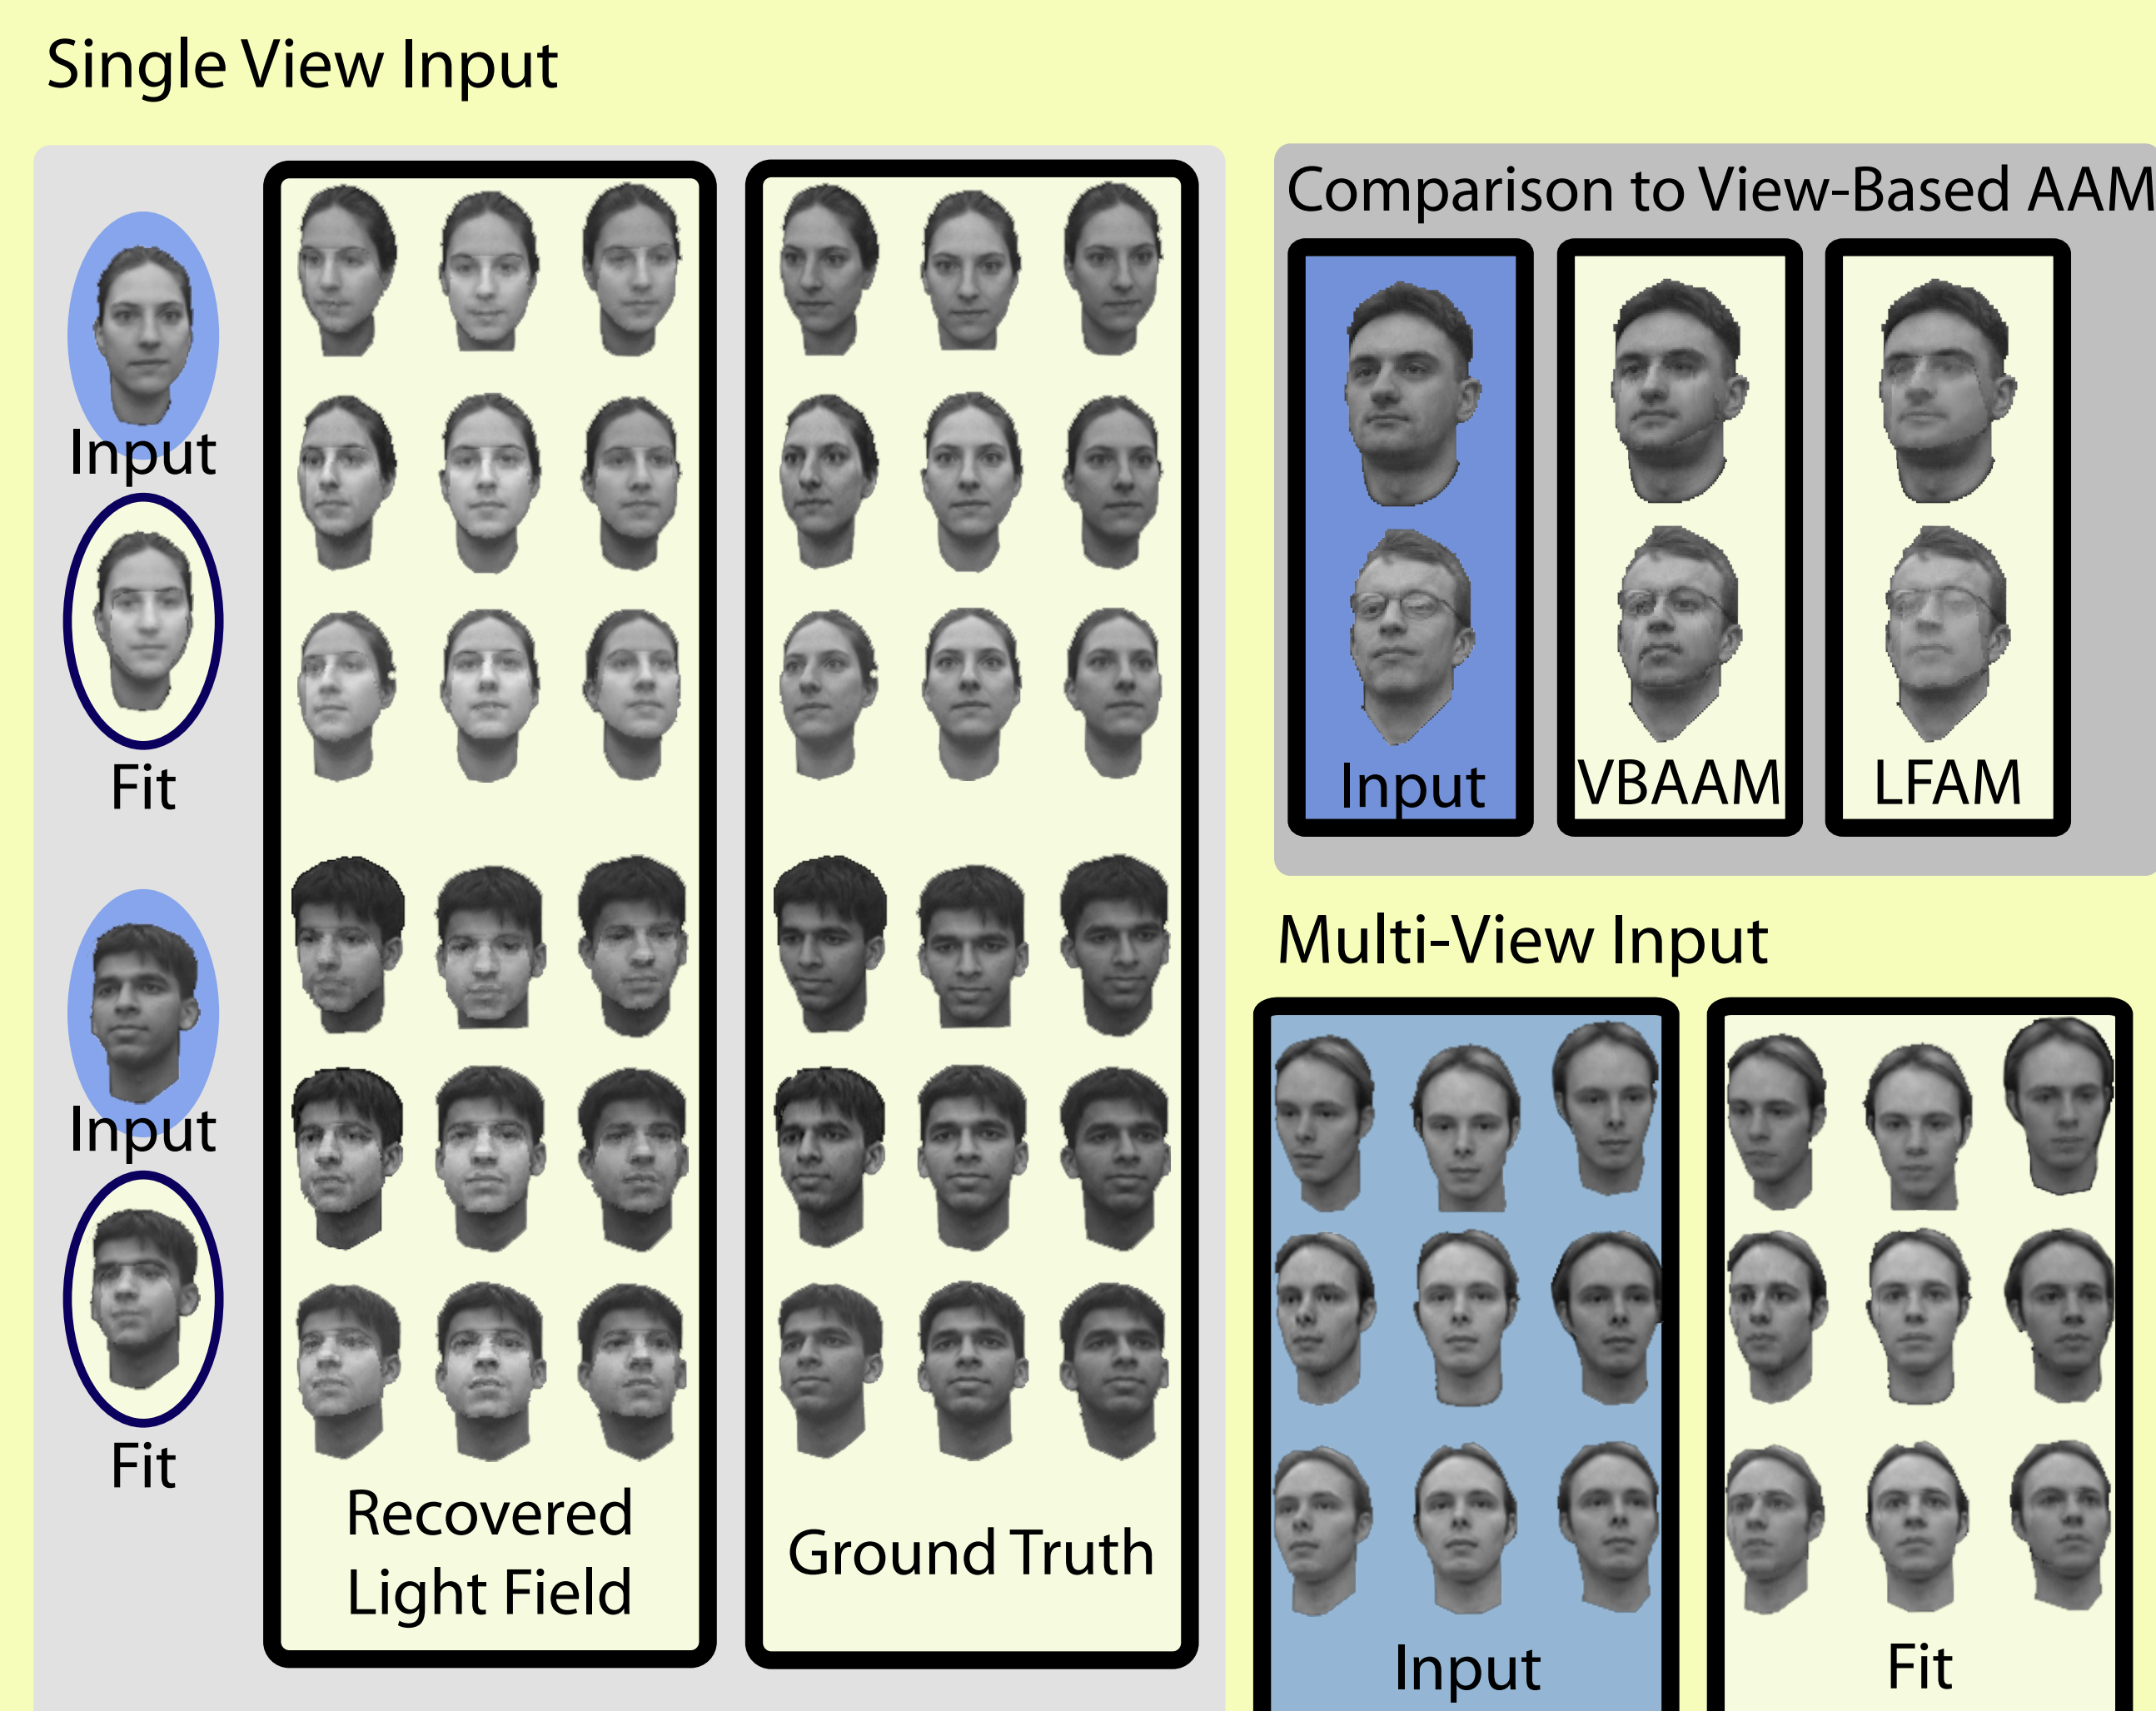 Single View Input
Input
Fit
Input
Fit
Recovered
Light Field
Ground Truth
Comparison to View-Based AAM
Input
VBAAM
LFAM
Multi-View Input
Input
Fit